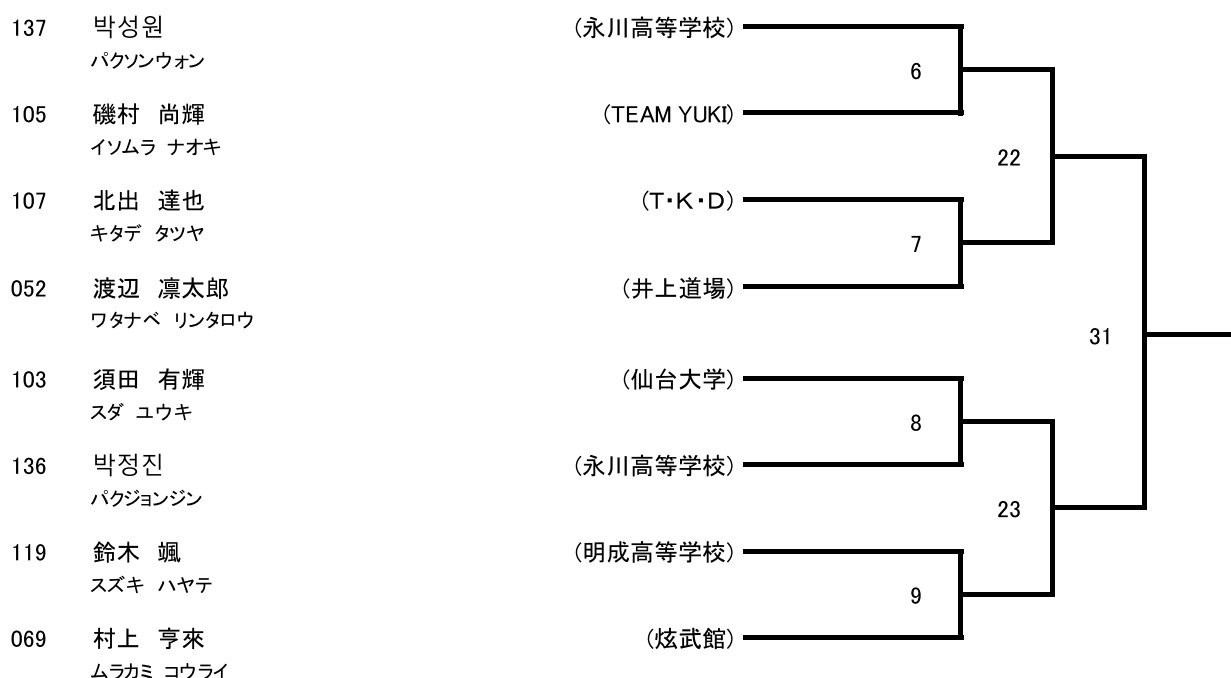 137 박성원 (永川高等学校)
パクソンウォン
6
105 磯村 尚輝 (TEAM YUKI)
イソムラ ナオキ
22
107 北出 達也 (T・K・D)
キタデ タツヤ
7
052 渡辺 凛太郎 (井上道場)
ワタナベ リンタロウ
31
103 須田 有輝 (仙台大学)
スダ ユウキ
8
136 박정진 (永川高等学校)
パクジョンジン
23
119 鈴木 颯 (明成高等学校)
スズキ ハヤテ
9
069 村上 亨來 (炫武館)
ムラカミ コウライ